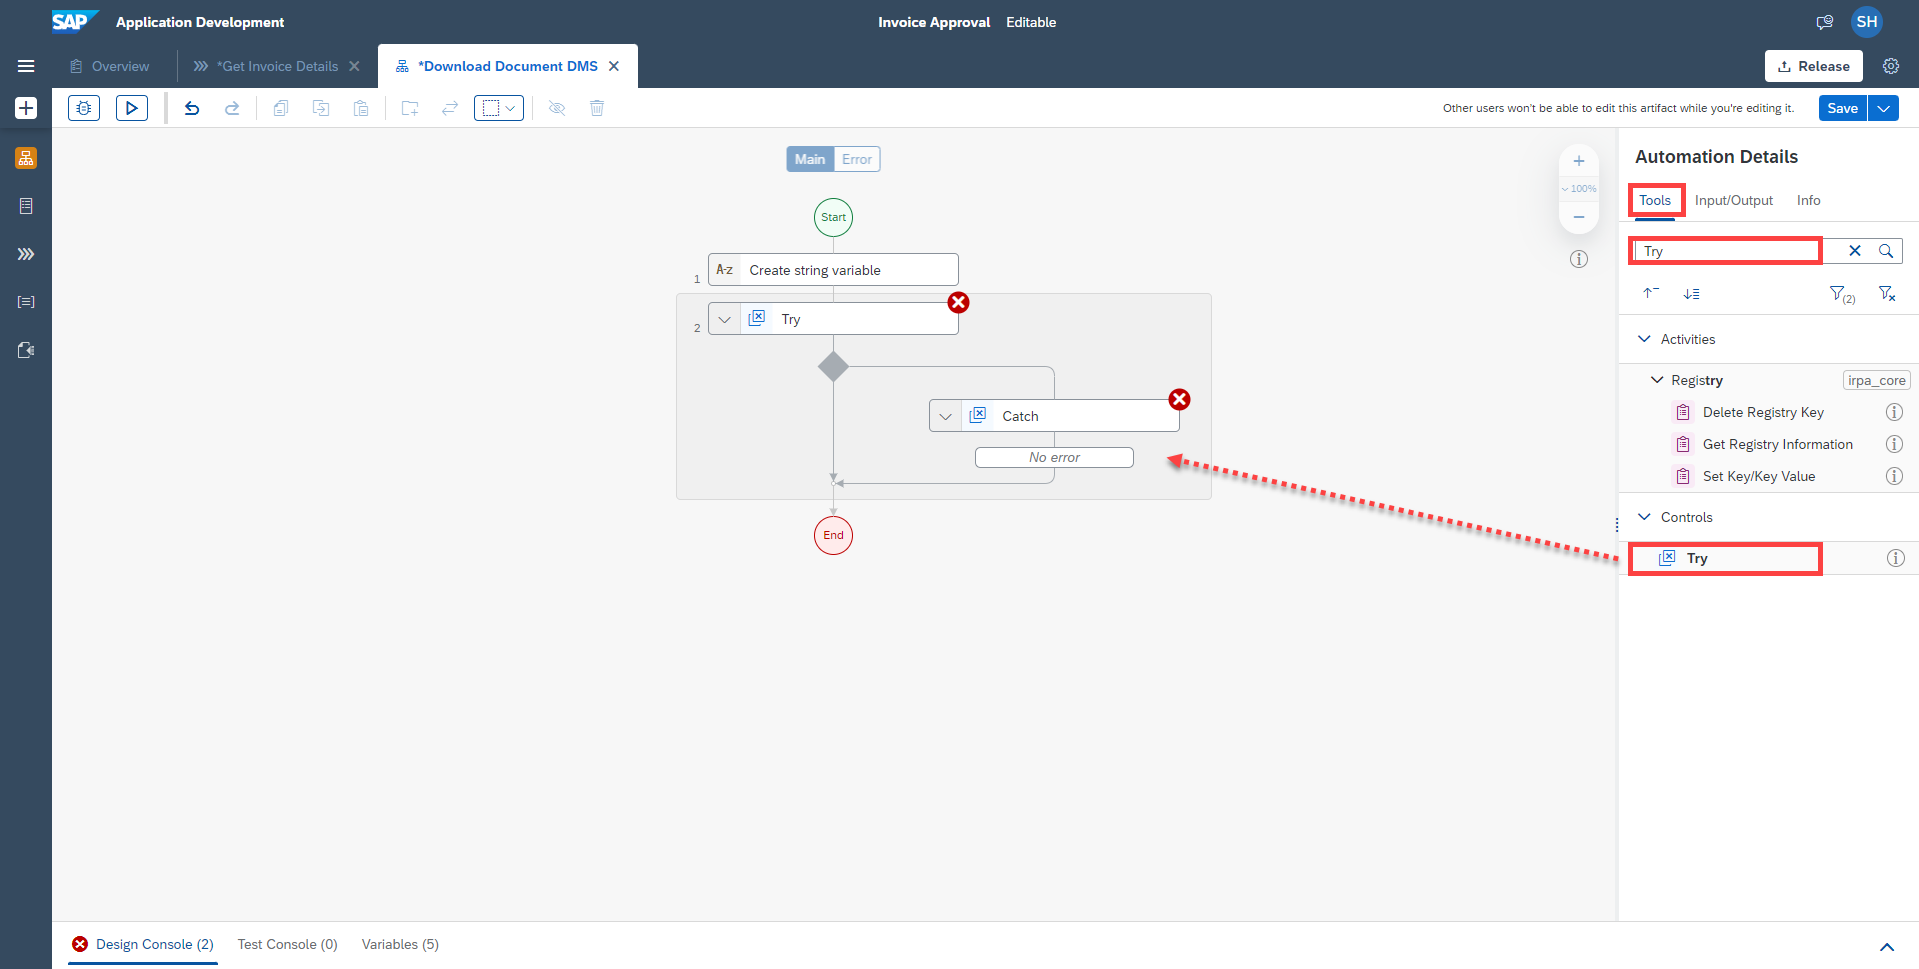 SAP Application Development
Invoice Approval Editable
SH
Overview
*Get Invoice Details
*Download Document DMS
Release
Other users won't be able to edit this artifact while you're editing it.
Save
Main Error
100%
Start
1
A-z Create string variable
2
Try
Catch
No error
End
Automation Details
Tools Input/Output Info
Try
(2)
Activities
Registry irpa_core
Delete Registry Key
Get Registry Information
Set Key/Key Value
Controls
Try
Design Console (2) Test Console (0) Variables (5)